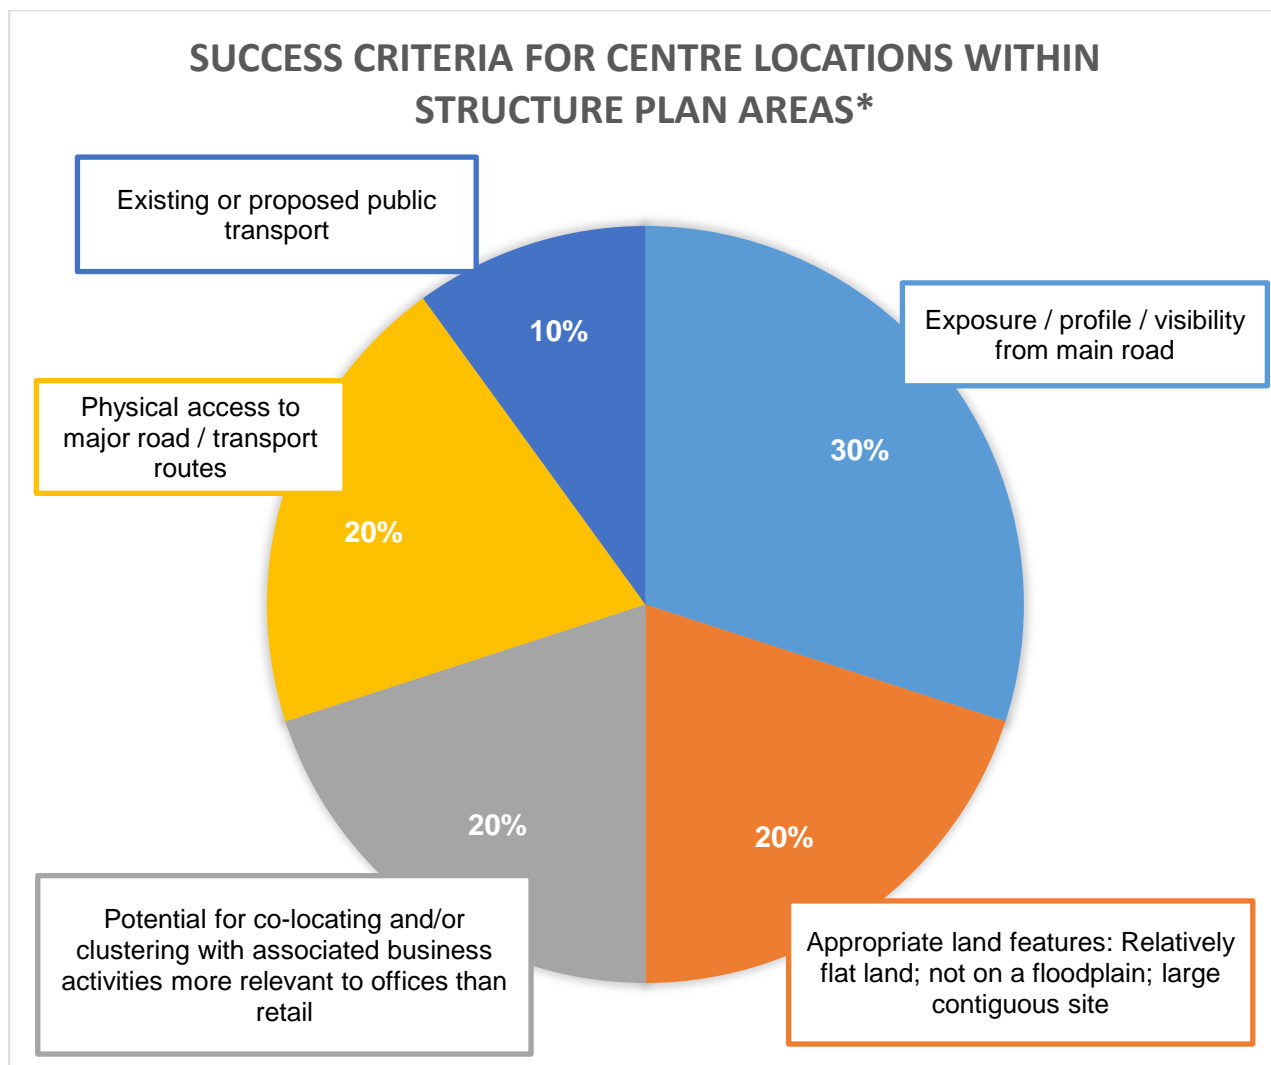 SUCCESS CRITERIA FOR CENTRE LOCATIONS WITHIN
STRUCTURE PLAN AREAS*
Existing or proposed public
transport
10%
Exposure / profile / visibility
from main road
30%
Physical access to
major road / transport
routes
20%
20%
Potential for co-locating and/or
clustering with associated business
activities more relevant to offices than
retail
20%
Appropriate land features: Relatively
flat land; not on a floodplain; large
contiguous site